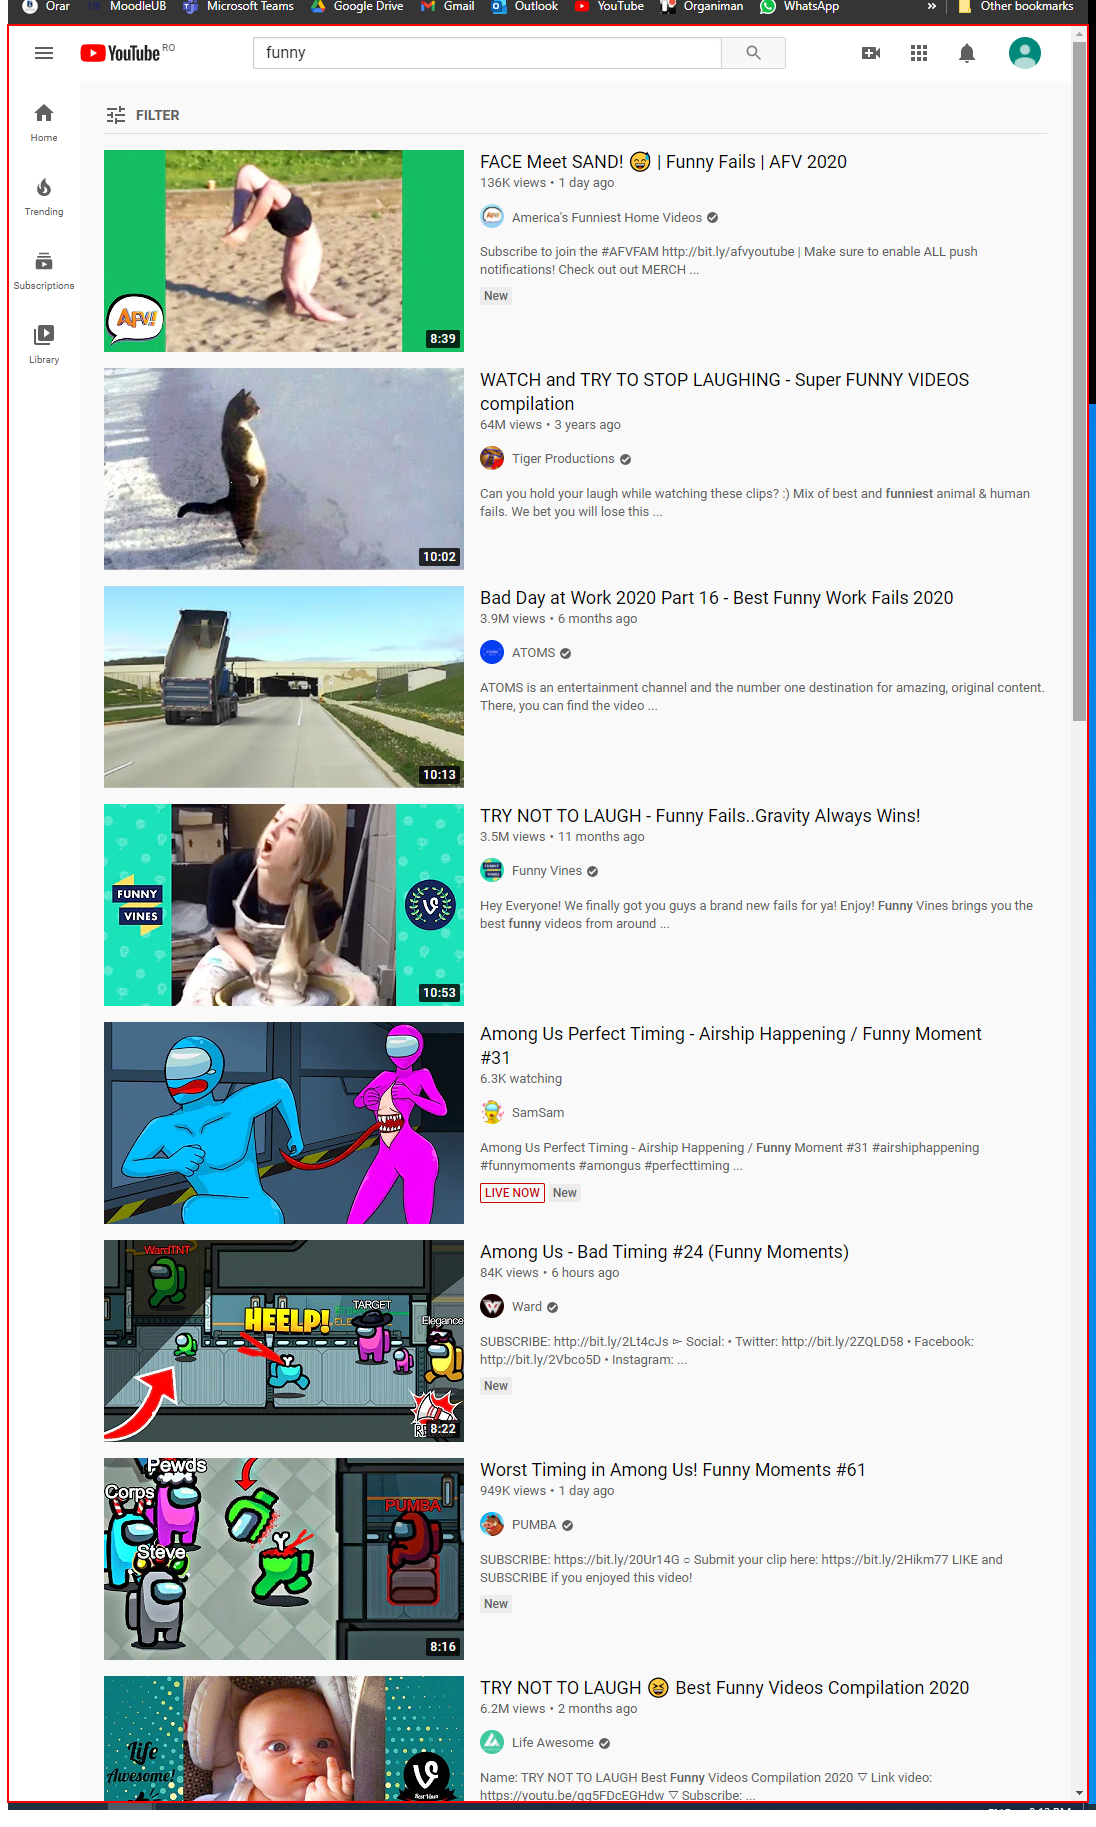 Orar MoodleUB Microsoft Teams Google Drive Gmail Outlook YouTube Organiman WhatsApp » Other bookmarks
YouTube RO
funny
FILTER
Home
Trending
Subscriptions
Library
AFV!
8:39
FACE Meet SAND! 😅 | Funny Fails | AFV 2020
136K views • 1 day ago
America's Funniest Home Videos
Subscribe to join the #AFVFAM http://bit.ly/afvyoutube | Make sure to enable ALL push
notifications! Check out out MERCH ...
New
10:02
WATCH and TRY TO STOP LAUGHING - Super FUNNY VIDEOS
compilation
64M views • 3 years ago
Tiger Productions
Can you hold your laugh while watching these clips? :) Mix of best and funniest animal & human
fails. We bet you will lose this ...
10:13
Bad Day at Work 2020 Part 16 - Best Funny Work Fails 2020
3.9M views • 6 months ago
ATOMS
ATOMS is an entertainment channel and the number one destination for amazing, original content.
There, you can find the video ...
FUNNY
VINES
10:53
TRY NOT TO LAUGH - Funny Fails..Gravity Always Wins!
3.5M views • 11 months ago
Funny Vines
Hey Everyone! We finally got you guys a brand new fails for ya! Enjoy! Funny Vines brings you the
best funny videos from around ...
Among Us Perfect Timing - Airship Happening / Funny Moment
#31
6.3K watching
SamSam
Among Us Perfect Timing - Airship Happening / Funny Moment #31 #airshiphappening
#funnymoments #amongus #perfecttiming ...
LIVE NOW New
WardTNT
HEELP!
TARGET
Elegance
8:22
Among Us - Bad Timing #24 (Funny Moments)
84K views • 6 hours ago
Ward
SUBSCRIBE: http://bit.ly/2Lt4cJs ➣ Social: • Twitter: http://bit.ly/2ZQLD58 • Facebook:
http://bit.ly/2Vbco5D • Instagram: ...
New
Pewds
Corps
Steve
PUMBA
8:16
Worst Timing in Among Us! Funny Moments #61
949K views • 1 day ago
PUMBA
SUBSCRIBE: https://bit.ly/20Ur14G ○ Submit your clip here: https://bit.ly/2Hikm77 LIKE and
SUBSCRIBE if you enjoyed this video!
New
Life
Awesome!
TRY NOT TO LAUGH 😆 Best Funny Videos Compilation 2020
6.2M views • 2 months ago
Life Awesome
Name: TRY NOT TO LAUGH Best Funny Videos Compilation 2020 ▽ Link video:
https://youtu.be/gg5FDcEGHdw ▽ Subscribe: ...